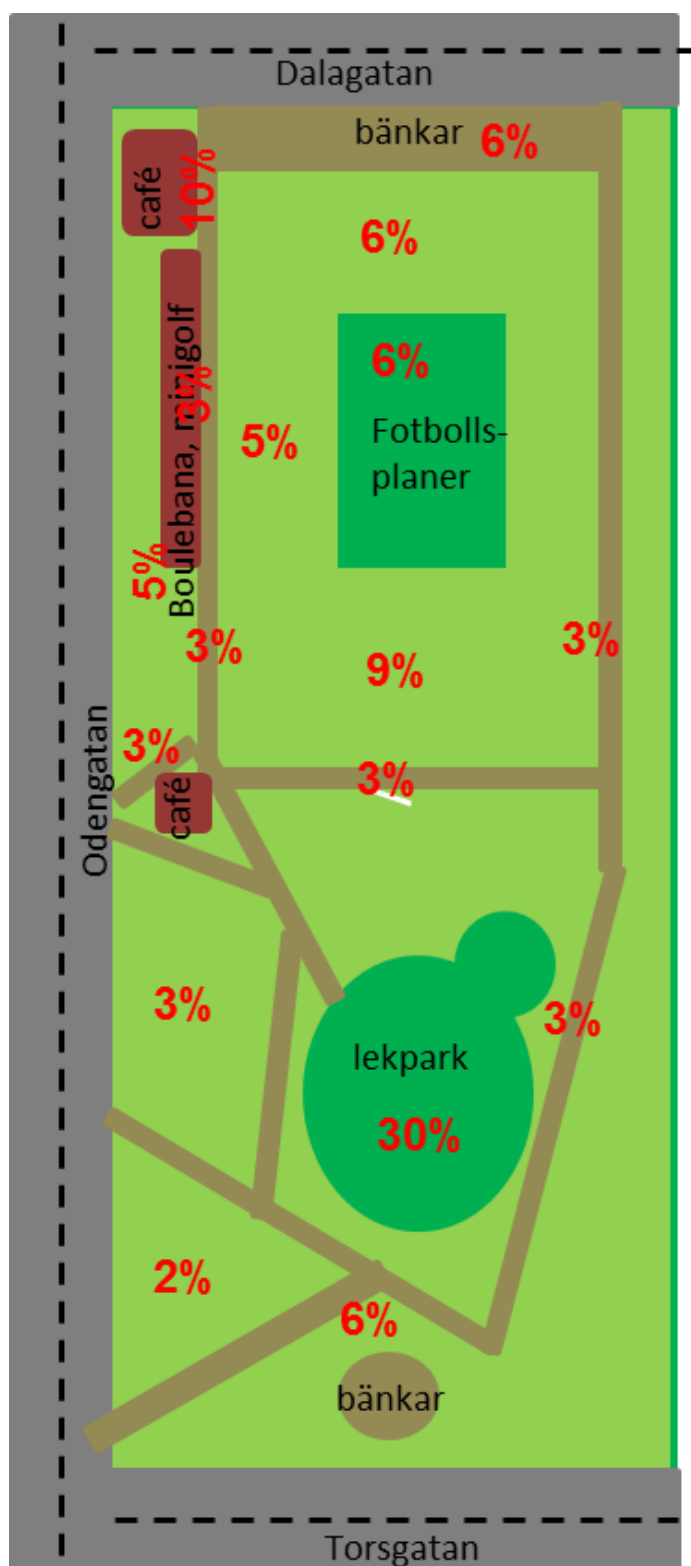 Dalagatan
bänkar
6%
café
10%
6%
Boulebana, minigolf
3%
6%
Fotbolls-
planer
5%
5%
3%
9%
3%
3%
Odengatan
café
3%
3%
3%
lekpark
30%
2%
6%
bänkar
Torsgatan